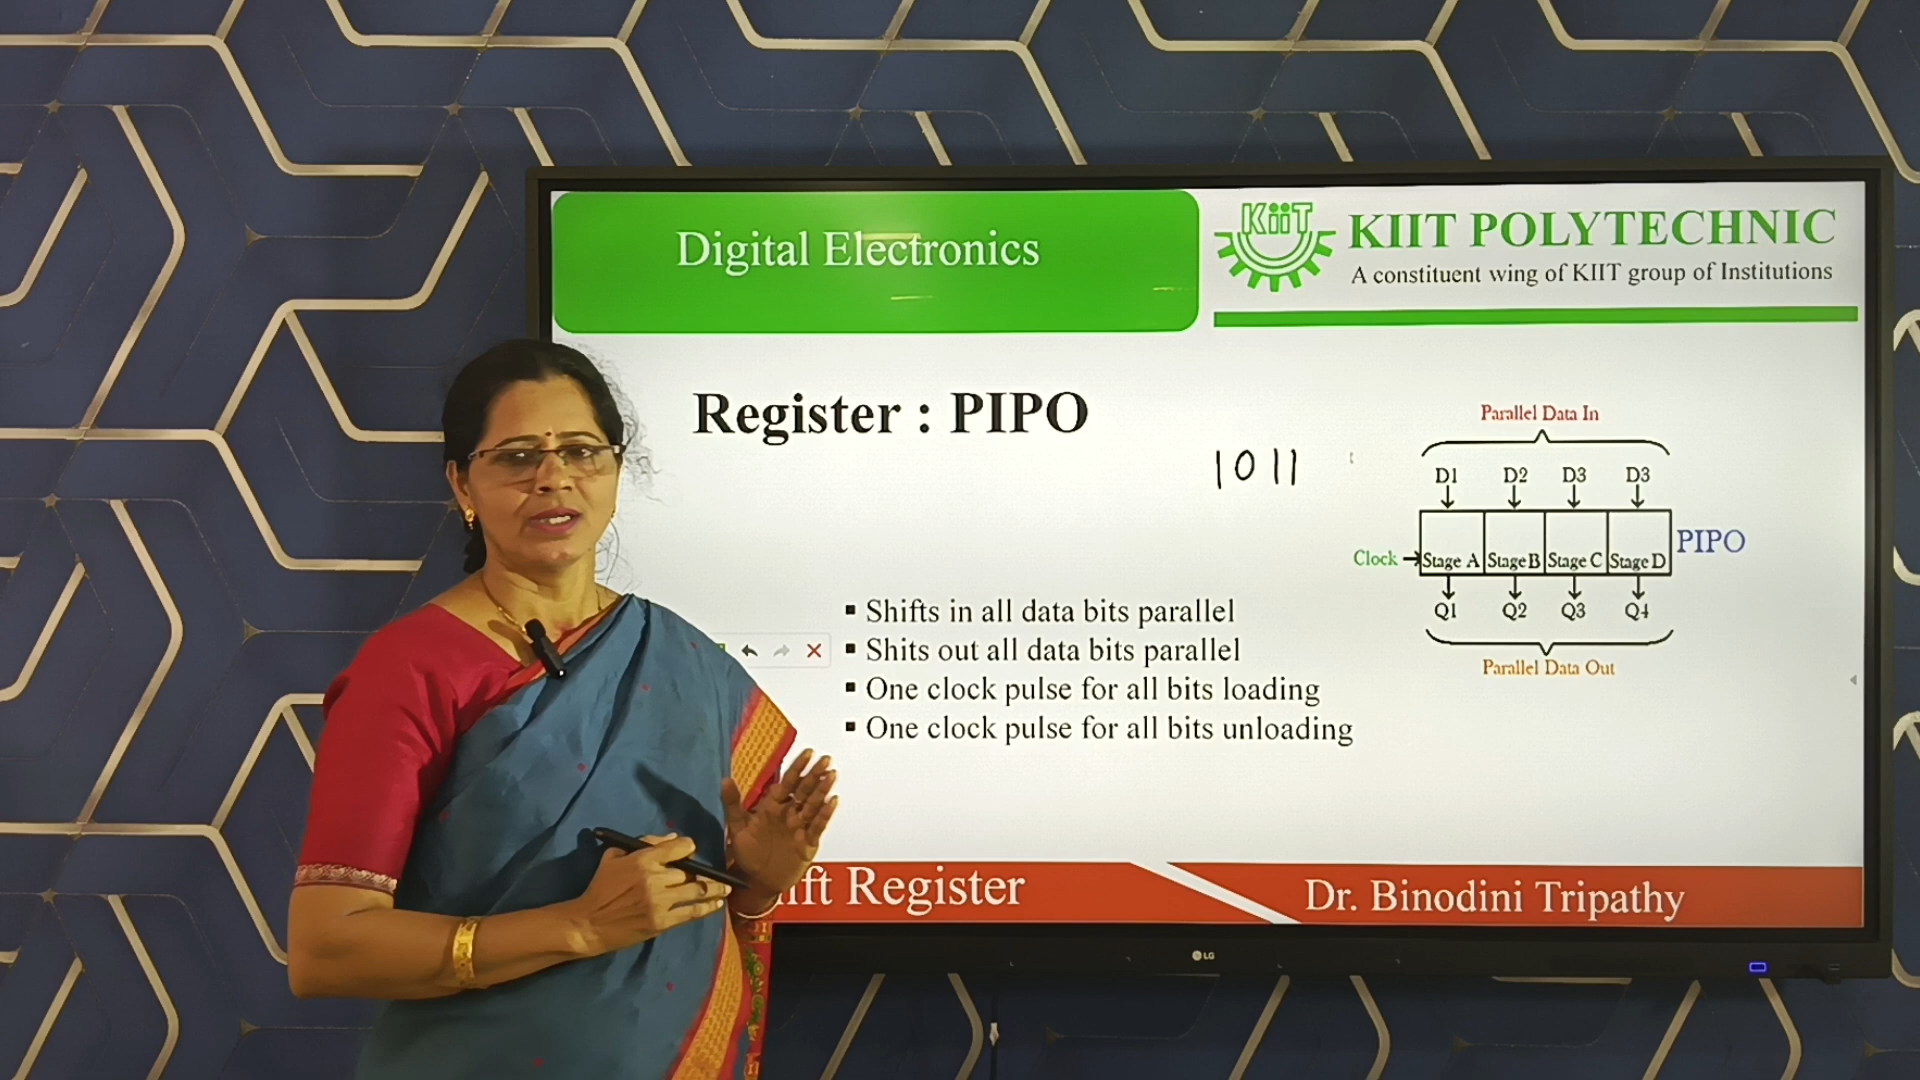 Digital Electronics
KiiT
KIIT POLYTECHNIC
A constituent wing of KIIT group of Institutions
Register : PIPO
1011
Parallel Data In
D1 D2 D3 D3
Clock Stage A Stage B Stage C Stage D PIPO
Q1 Q2 Q3 Q4
Parallel Data Out
▪ Shifts in all data bits parallel
▪ Shits out all data bits parallel
▪ One clock pulse for all bits loading
▪ One clock pulse for all bits unloading
Register
Dr. Binodini Tripathy
LG